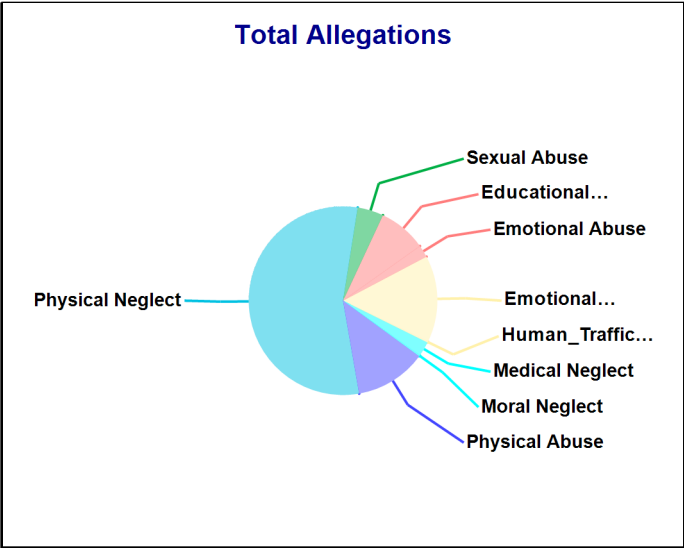 Total Allegations
Sexual Abuse
Educational…
Emotional Abuse
Physical Neglect
Emotional…
Human_Traffic…
Medical Neglect
Moral Neglect
Physical Abuse